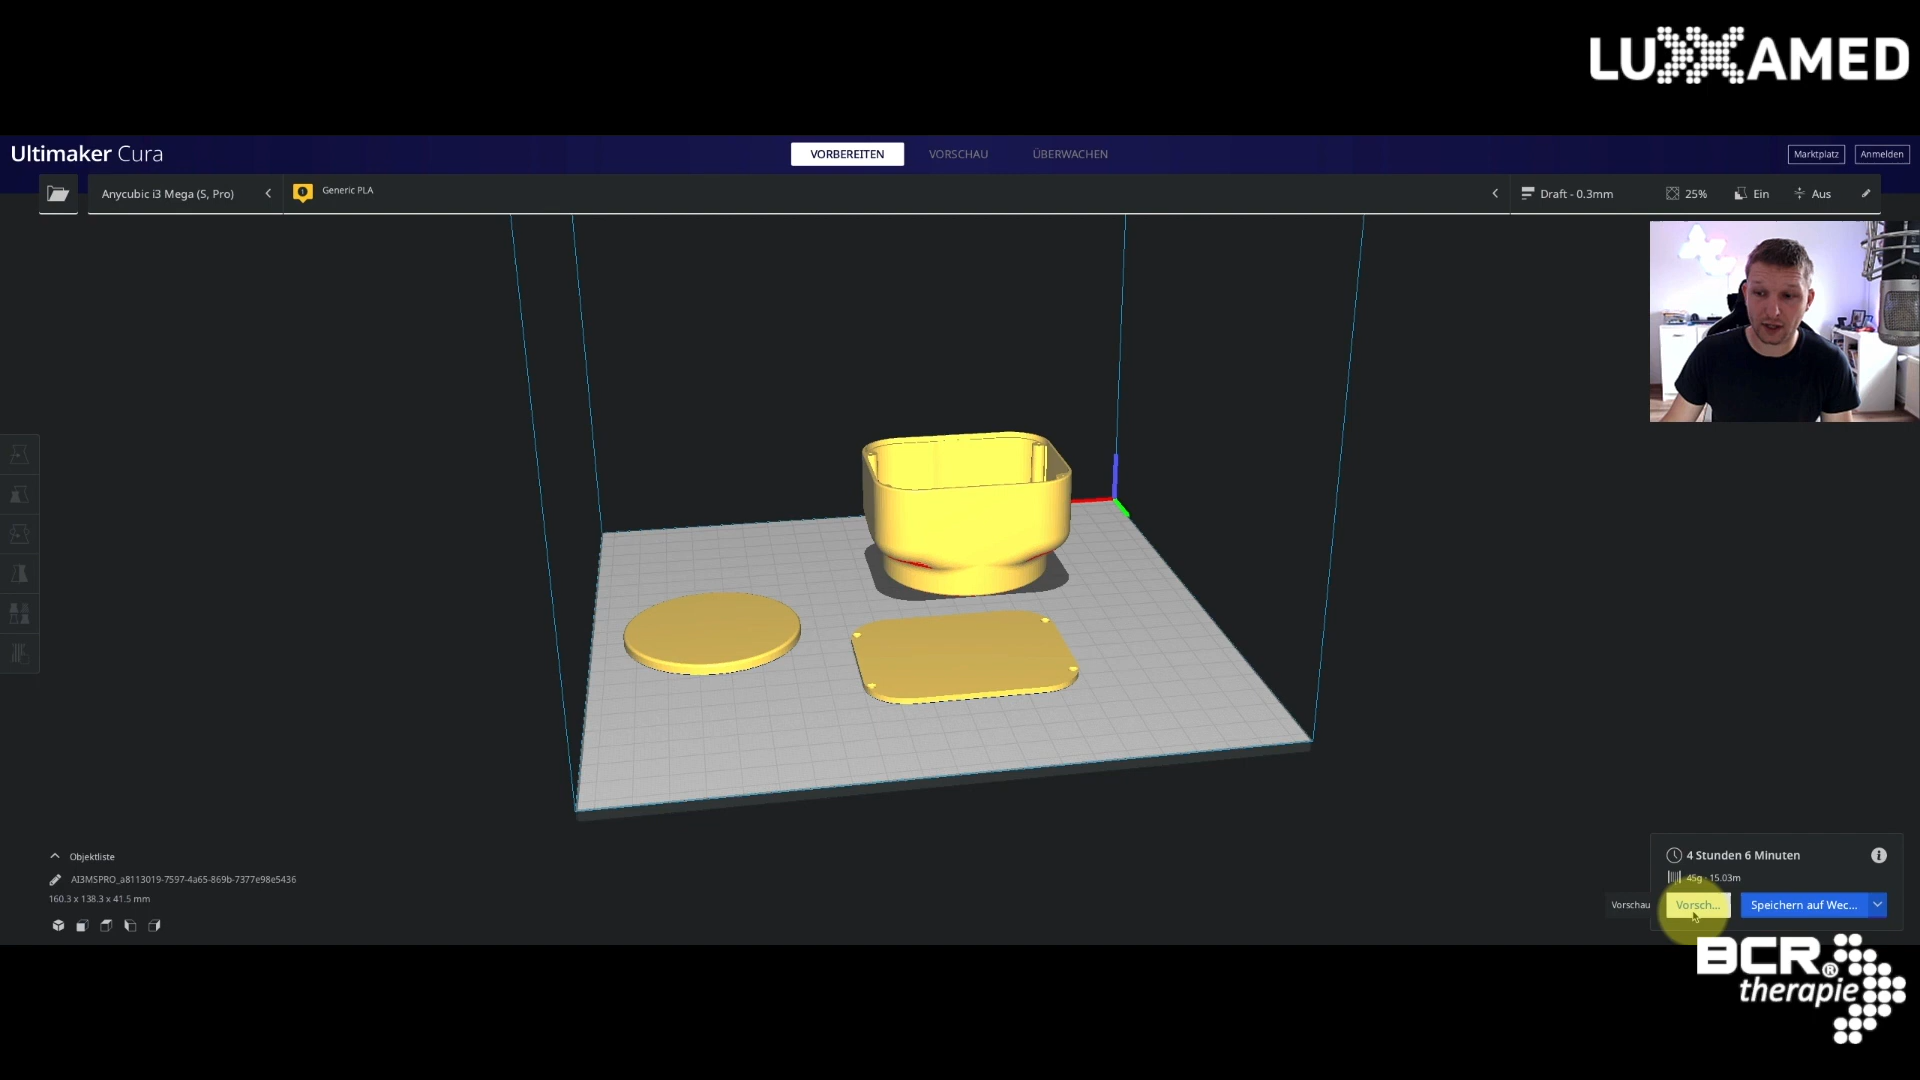 LUXXAMED
Ultimaker Cura
VORBEREITEN
VORSCHAU
ÜBERWACHEN
Marktplatz
Anmelden
Anycubic i3 Mega (S, Pro)
Generic PLA
Draft - 0.3mm
25%
Ein
Aus
Objektliste
AI3MSPRO_a8113019-7597-4a65-869b-7377e98e5436
160.3 x 138.3 x 41.5 mm
4 Stunden 6 Minuten
45g · 15.03m
Vorschau
Vorsch...
Speichern auf Wec...
BCR®
therapie